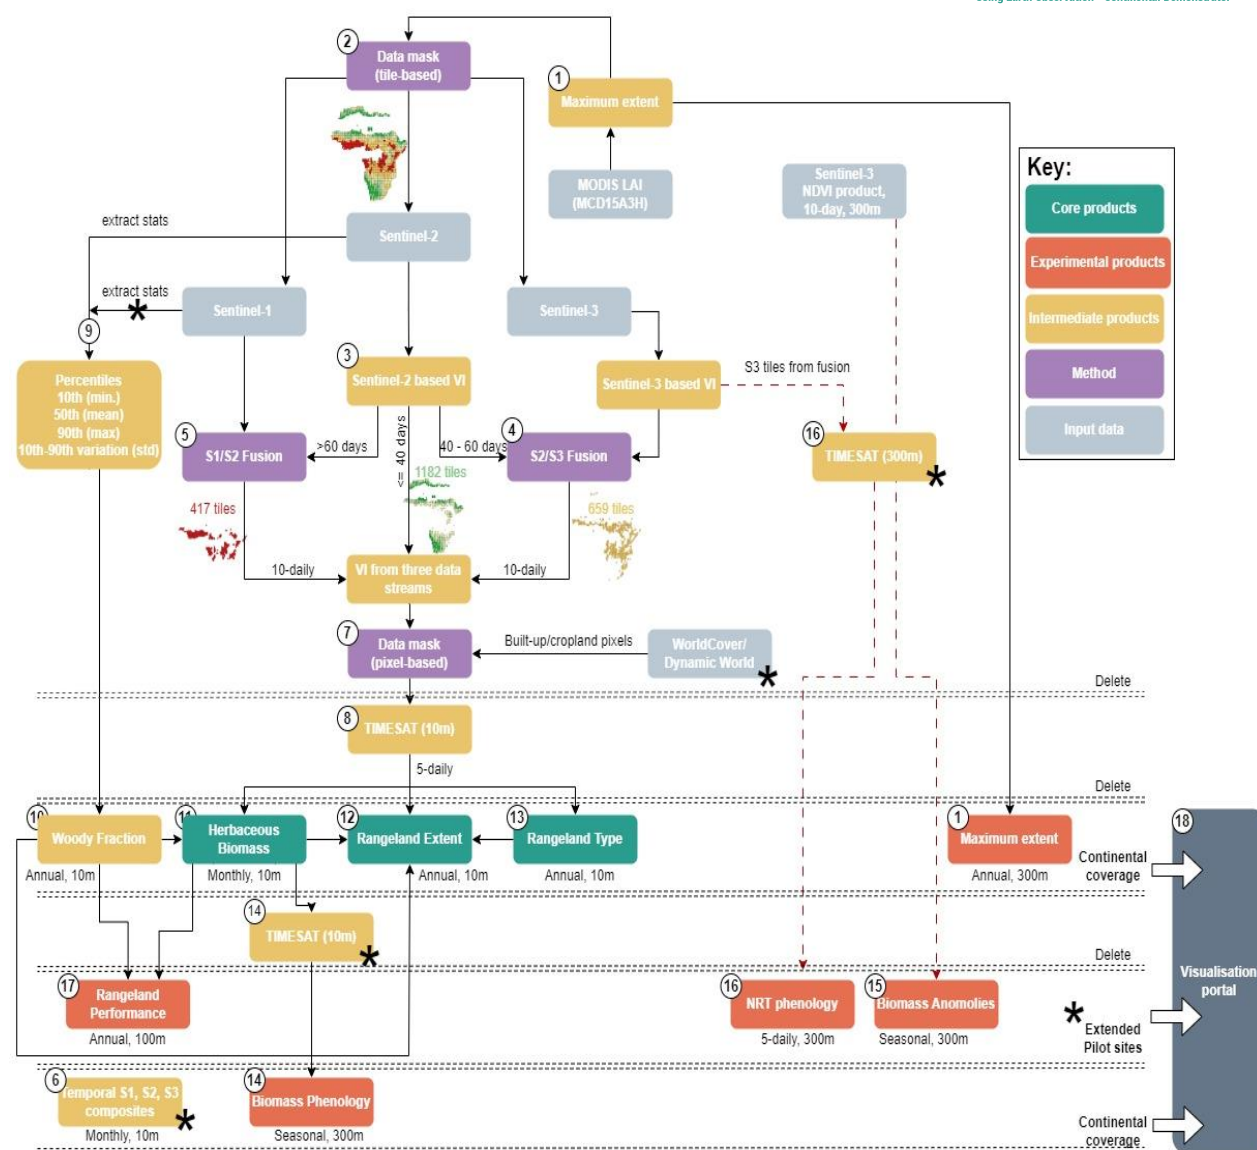 2
Data mask
(tile-based)
1
Maximum extent
MODIS LAI
(MCD15A3H)
Sentinel-3
NDVI product,
10-day, 300m
Key:
Core products
Experimental products
Intermediate products
Method
Input data
extract stats
Sentinel-2
extract stats
*
Sentinel-1
Sentinel-3
9
Percentiles
10th (min.)
50th (mean)
90th (max)
10th-90th variation (std)
3
Sentinel-2 based VI
Sentinel-3 based VI
S3 tiles from fusion
5
S1/S2 Fusion
>60 days
<= 40 days
40 - 60 days
4
S2/S3 Fusion
16
TIMESAT (300m)
*
417 tiles
1182 tiles
659 tiles
10-daily
VI from three data
streams
10-daily
7
Data mask
(pixel-based)
Built-up/cropland pixels
WorldCover/
Dynamic World
*
Delete
8
TIMESAT (10m)
5-daily
Delete
10
Woody Fraction
Annual, 10m
11
Herbaceous
Biomass
Monthly, 10m
12
Rangeland Extent
Annual, 10m
13
Rangeland Type
Annual, 10m
1
Maximum extent
Annual, 300m
Continental
coverage
18
Visualisation
portal
14
TIMESAT (10m)
*
Delete
17
Rangeland
Performance
Annual, 100m
16
NRT phenology
5-daily, 300m
15
Biomass Anomolies
Seasonal, 300m
*
Extended
Pilot sites
6
Temporal S1, S2, S3
composites
*
Monthly, 10m
14
Biomass Phenology
Seasonal, 300m
Continental
coverage